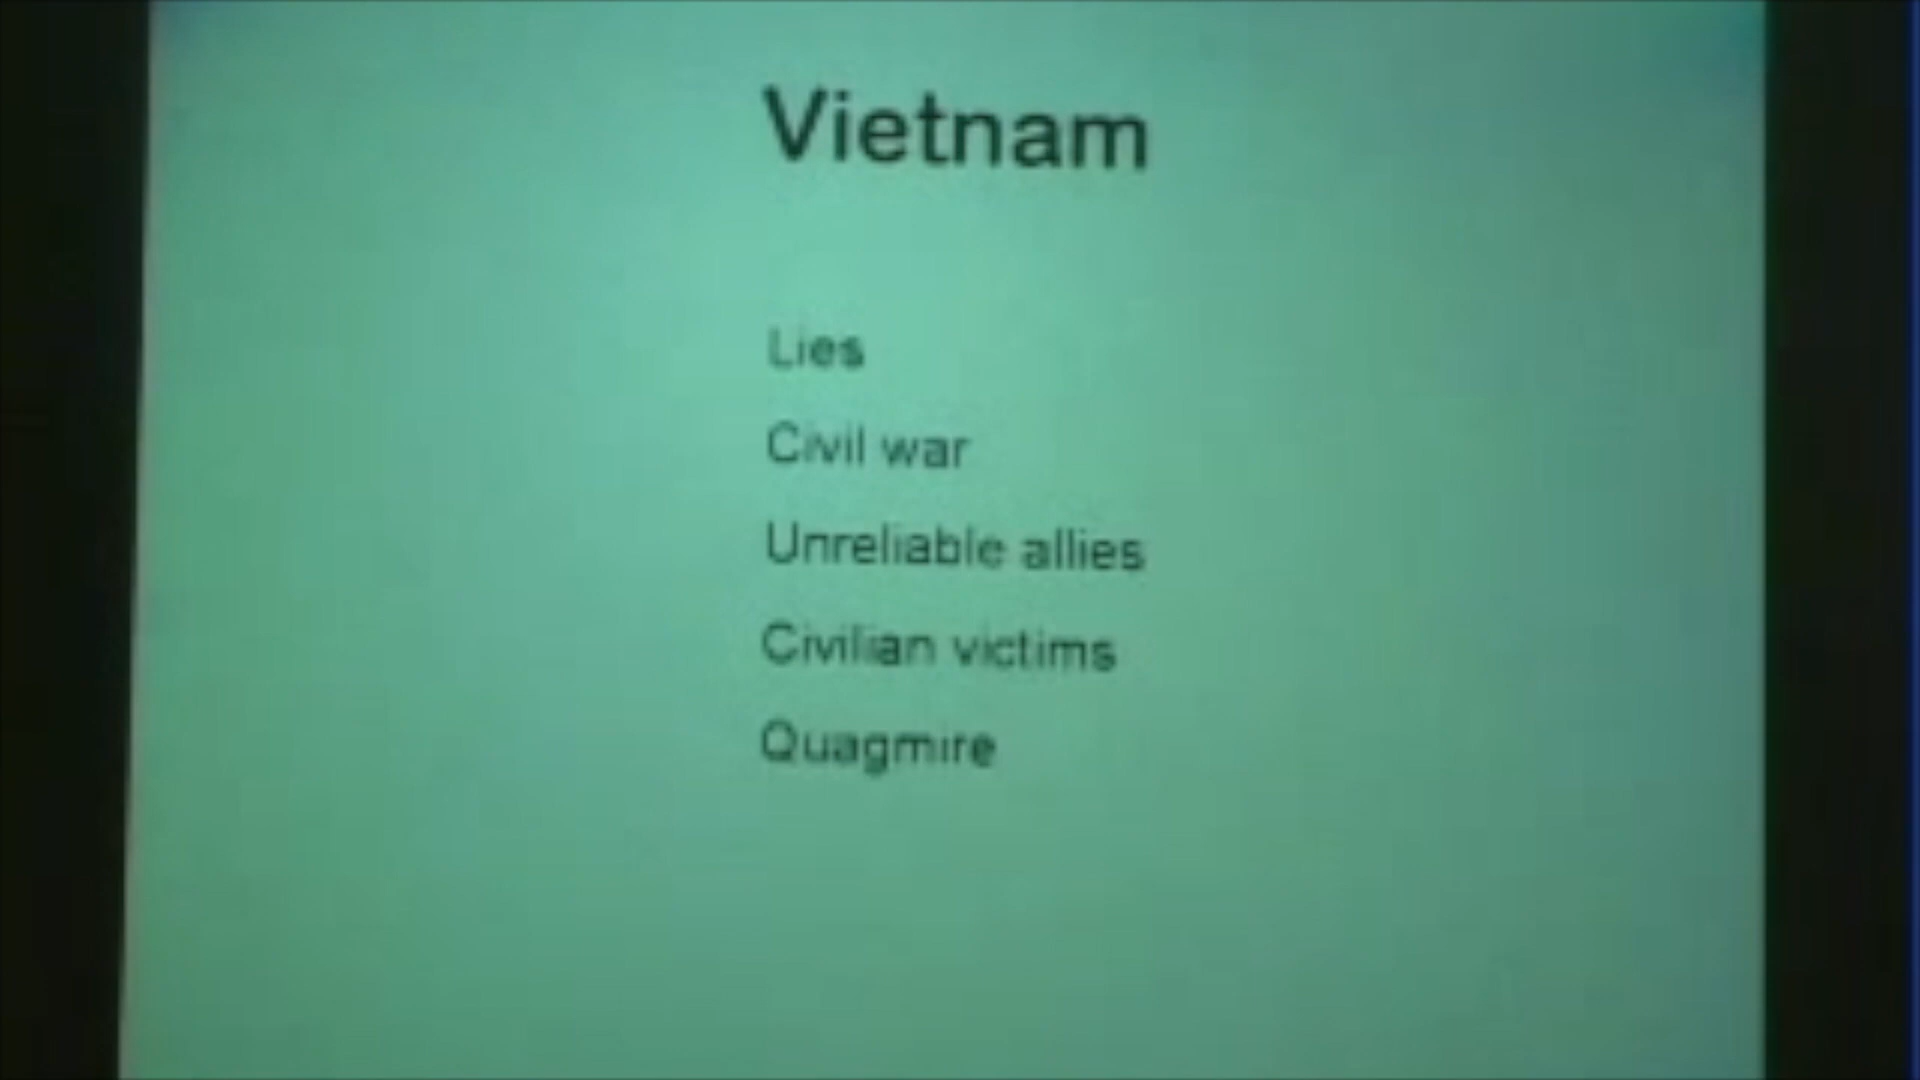 Vietnam
Lies
Civil war
Unreliable allies
Civilian victims
Quagmire